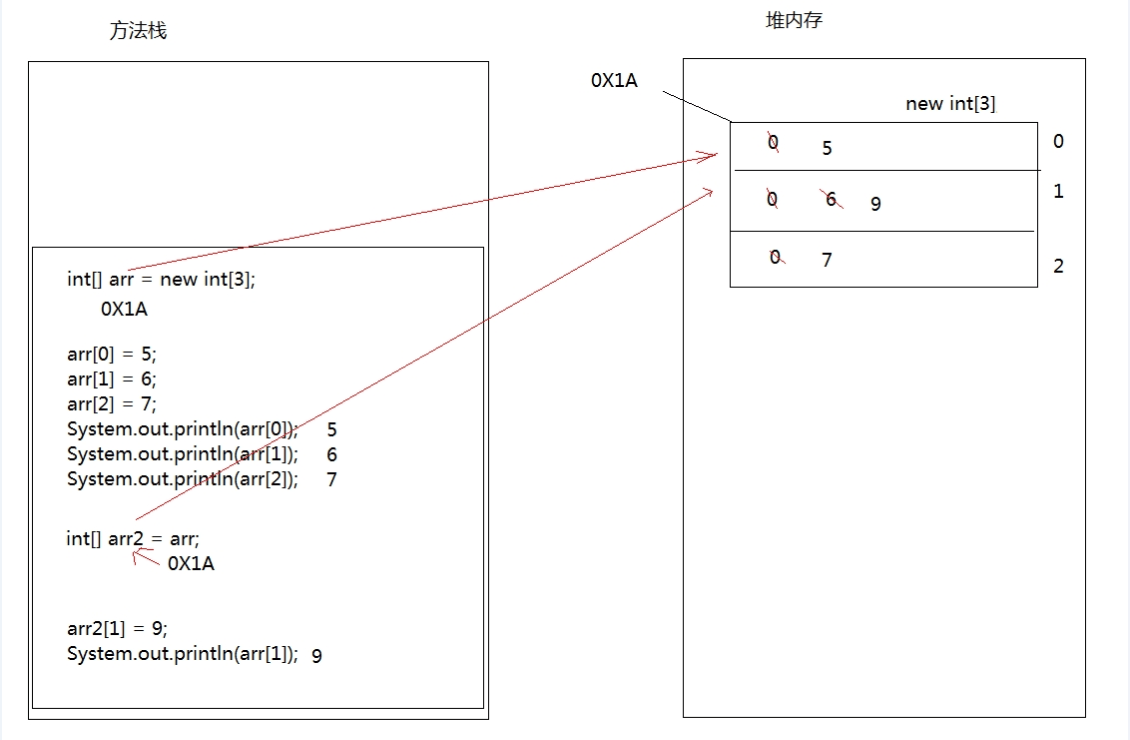 方法栈
堆内存
0X1A
new int[3]
0 5 0
0 6 9 1
0 7 2
int[] arr = new int[3];
0X1A
arr[0] = 5;
arr[1] = 6;
arr[2] = 7;
System.out.println(arr[0]); 5
System.out.println(arr[1]); 6
System.out.println(arr[2]); 7
int[] arr2 = arr;
0X1A
arr2[1] = 9;
System.out.println(arr[1]); 9